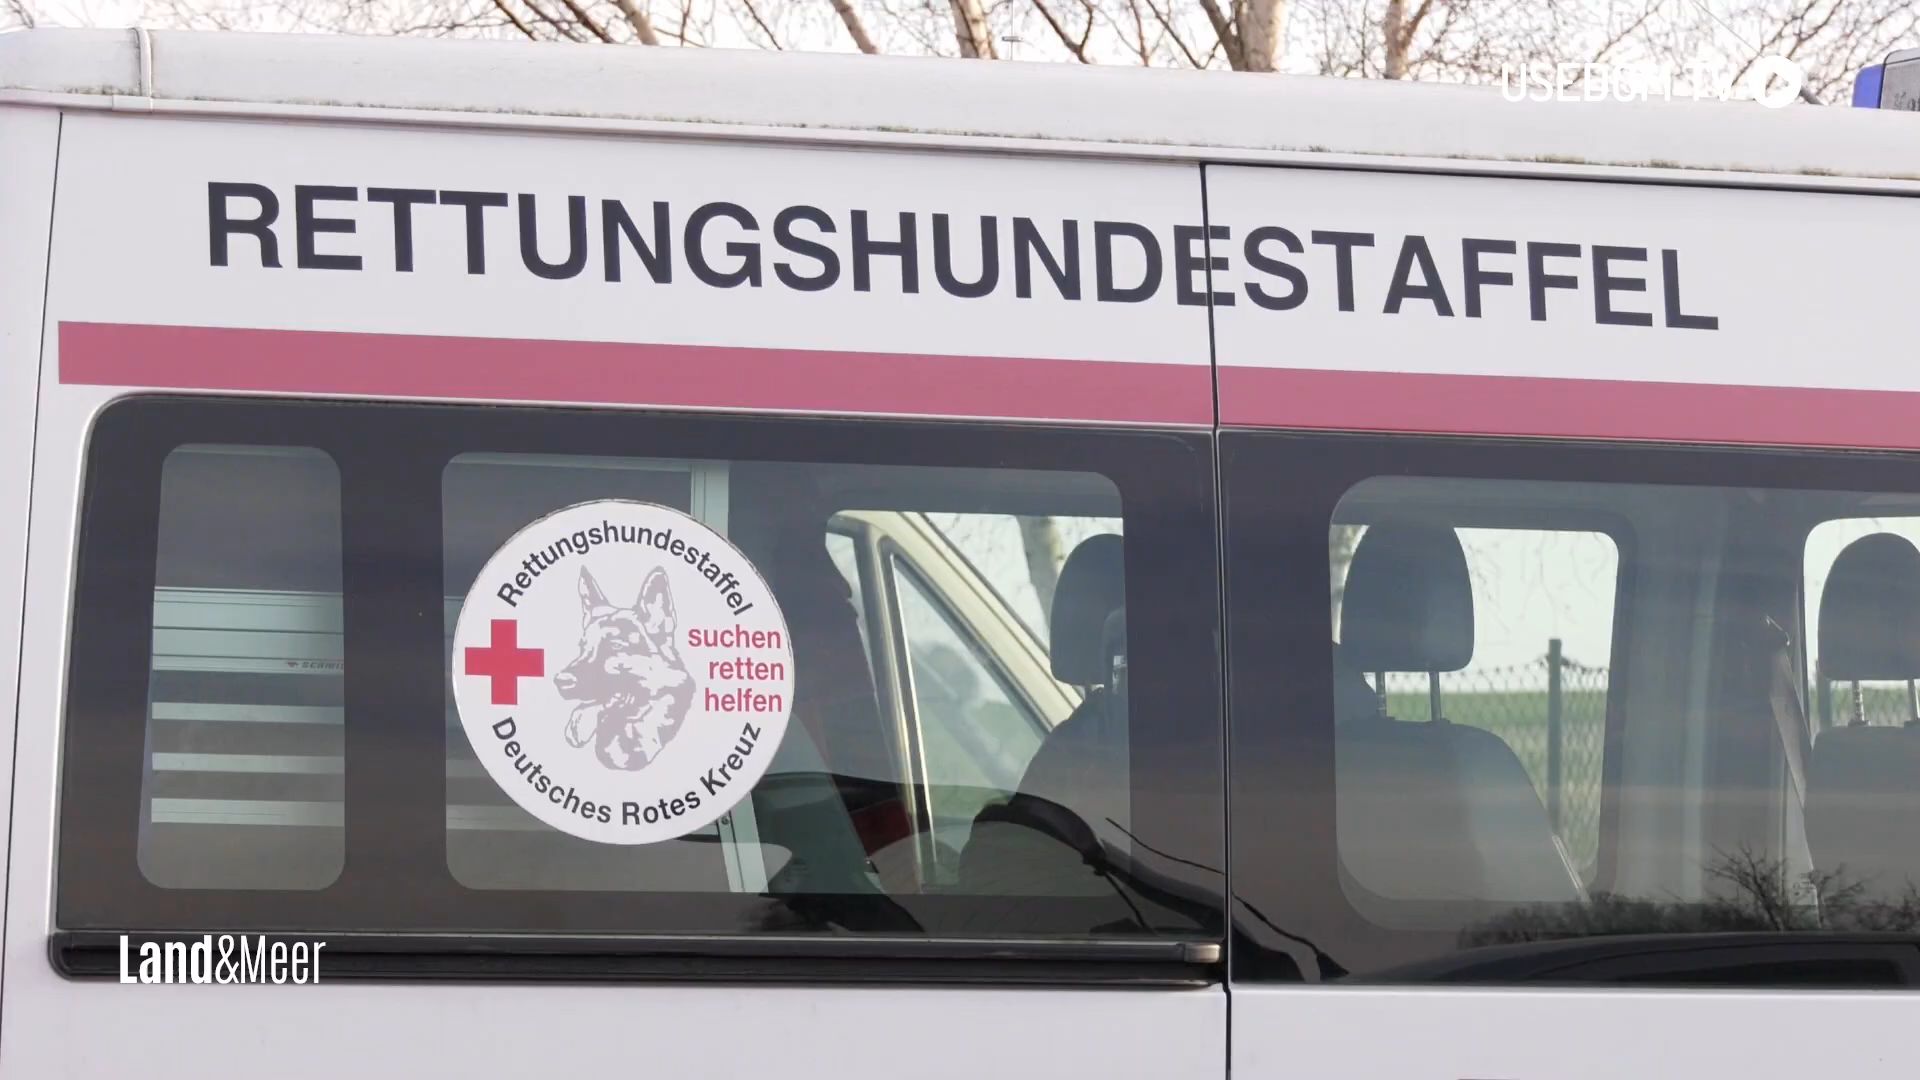 USEDOM TV
RETTUNGSHUNDESTAFFEL
Rettungshundestaffel
suchen
retten
helfen
Deutsches Rotes Kreuz
Land&Meer